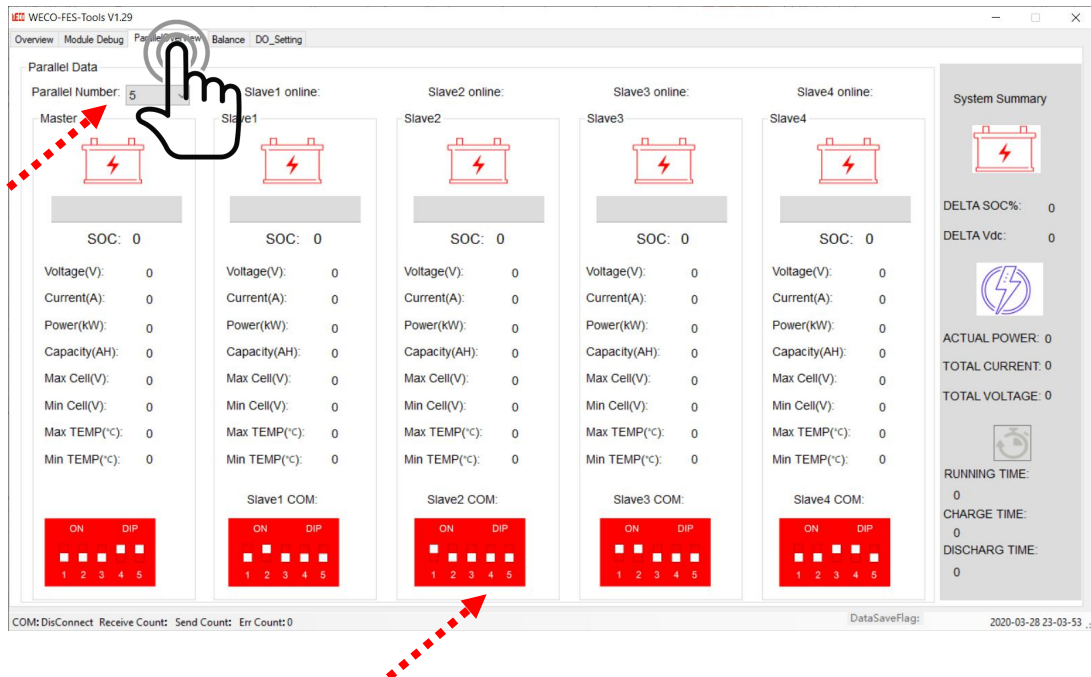 WECO-FES-Tools V1.29
Overview Module Debug ParallelOverview Balance DO_Setting
Parallel Data
Parallel Number: 5 Slave1 online: Slave2 online: Slave3 online: Slave4 online:
Master Slave1 Slave2 Slave3 Slave4
SOC: 0 SOC: 0 SOC: 0 SOC: 0 SOC: 0
Voltage(V): 0 Voltage(V): 0 Voltage(V): 0 Voltage(V): 0 Voltage(V): 0
Current(A): 0 Current(A): 0 Current(A): 0 Current(A): 0 Current(A): 0
Power(kW): 0 Power(kW): 0 Power(kW): 0 Power(kW): 0 Power(kW): 0
Capacity(AH): 0 Capacity(AH): 0 Capacity(AH): 0 Capacity(AH): 0 Capacity(AH): 0
Max Cell(V): 0 Max Cell(V): 0 Max Cell(V): 0 Max Cell(V): 0 Max Cell(V): 0
Min Cell(V): 0 Min Cell(V): 0 Min Cell(V): 0 Min Cell(V): 0 Min Cell(V): 0
Max TEMP(°C): 0 Max TEMP(°C): 0 Max TEMP(°C): 0 Max TEMP(°C): 0 Max TEMP(°C): 0
Min TEMP(°C): 0 Min TEMP(°C): 0 Min TEMP(°C): 0 Min TEMP(°C): 0 Min TEMP(°C): 0
Slave1 COM: Slave2 COM: Slave3 COM: Slave4 COM:
ON DIP ON DIP ON DIP ON DIP ON DIP
1 2 3 4 5 1 2 3 4 5 1 2 3 4 5 1 2 3 4 5 1 2 3 4 5
System Summary
DELTA SOC%: 0
DELTA Vdc: 0
ACTUAL POWER: 0
TOTAL CURRENT: 0
TOTAL VOLTAGE: 0
RUNNING TIME:
0
CHARGE TIME:
0
DISCHARG TIME:
0
COM: DisConnect Receive Count: Send Count: Err Count: 0 DataSaveFlag: 2020-03-28 23-03-53